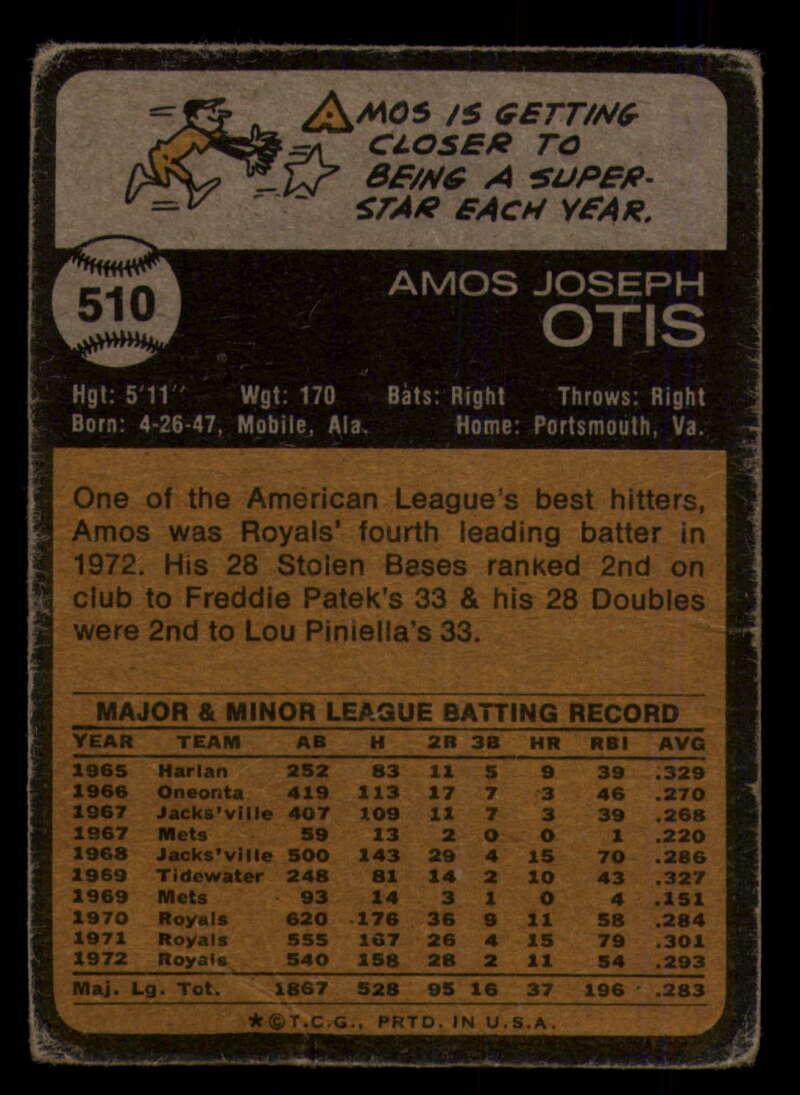 AMOS IS GETTING
CLOSER TO
BEING A SUPER-
STAR EACH YEAR.
510
AMOS JOSEPH
OTIS
Hgt: 5'11" Wgt: 170 Bats: Right Throws: Right
Born: 4-26-47, Mobile, Ala. Home: Portsmouth, Va.
One of the American League's best hitters,
Amos was Royals' fourth leading batter in
1972. His 28 Stolen Bases ranked 2nd on
club to Freddie Patek's 33 & his 28 Doubles
were 2nd to Lou Piniella's 33.
MAJOR & MINOR LEAGUE BATTING RECORD
YEAR TEAM AB H 2B 3B HR RBI AVG
1965 Harlan 252 83 11 5 9 39 .329
1966 Oneonta 419 113 17 7 3 46 .270
1967 Jacks'ville 407 109 11 7 3 39 .268
1967 Mets 59 13 2 0 0 1 .220
1968 Jacks'ville 500 143 29 4 15 70 .286
1969 Tidewater 248 81 14 2 10 43 .327
1969 Mets 93 14 3 1 0 4 .151
1970 Royals 620 176 36 9 11 58 .284
1971 Royals 555 167 26 4 15 79 .301
1972 Royals 540 158 28 2 11 54 .293
Maj. Lg. Tot. 1867 528 95 16 37 196 .283
*©T.C.G., PRTD. IN U.S.A.